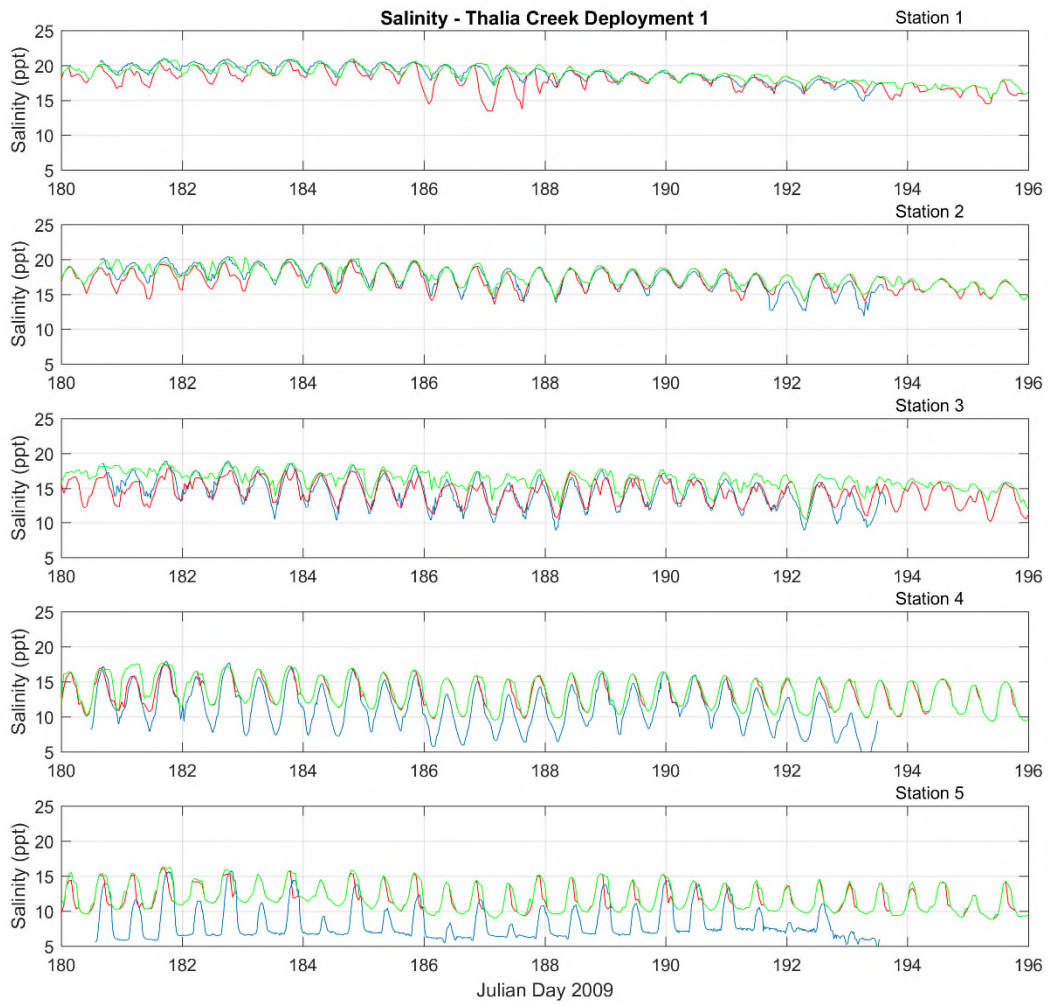 Salinity - Thalia Creek Deployment 1
Station 1
Salinity (ppt)
25
20
15
10
5
180 182 184 186 188 190 192 194 196
Station 2
Salinity (ppt)
25
20
15
10
5
180 182 184 186 188 190 192 194 196
Station 3
Salinity (ppt)
25
20
15
10
5
180 182 184 186 188 190 192 194 196
Station 4
Salinity (ppt)
25
20
15
10
5
180 182 184 186 188 190 192 194 196
Station 5
Salinity (ppt)
25
20
15
10
5
180 182 184 186 188 190 192 194 196
Julian Day 2009